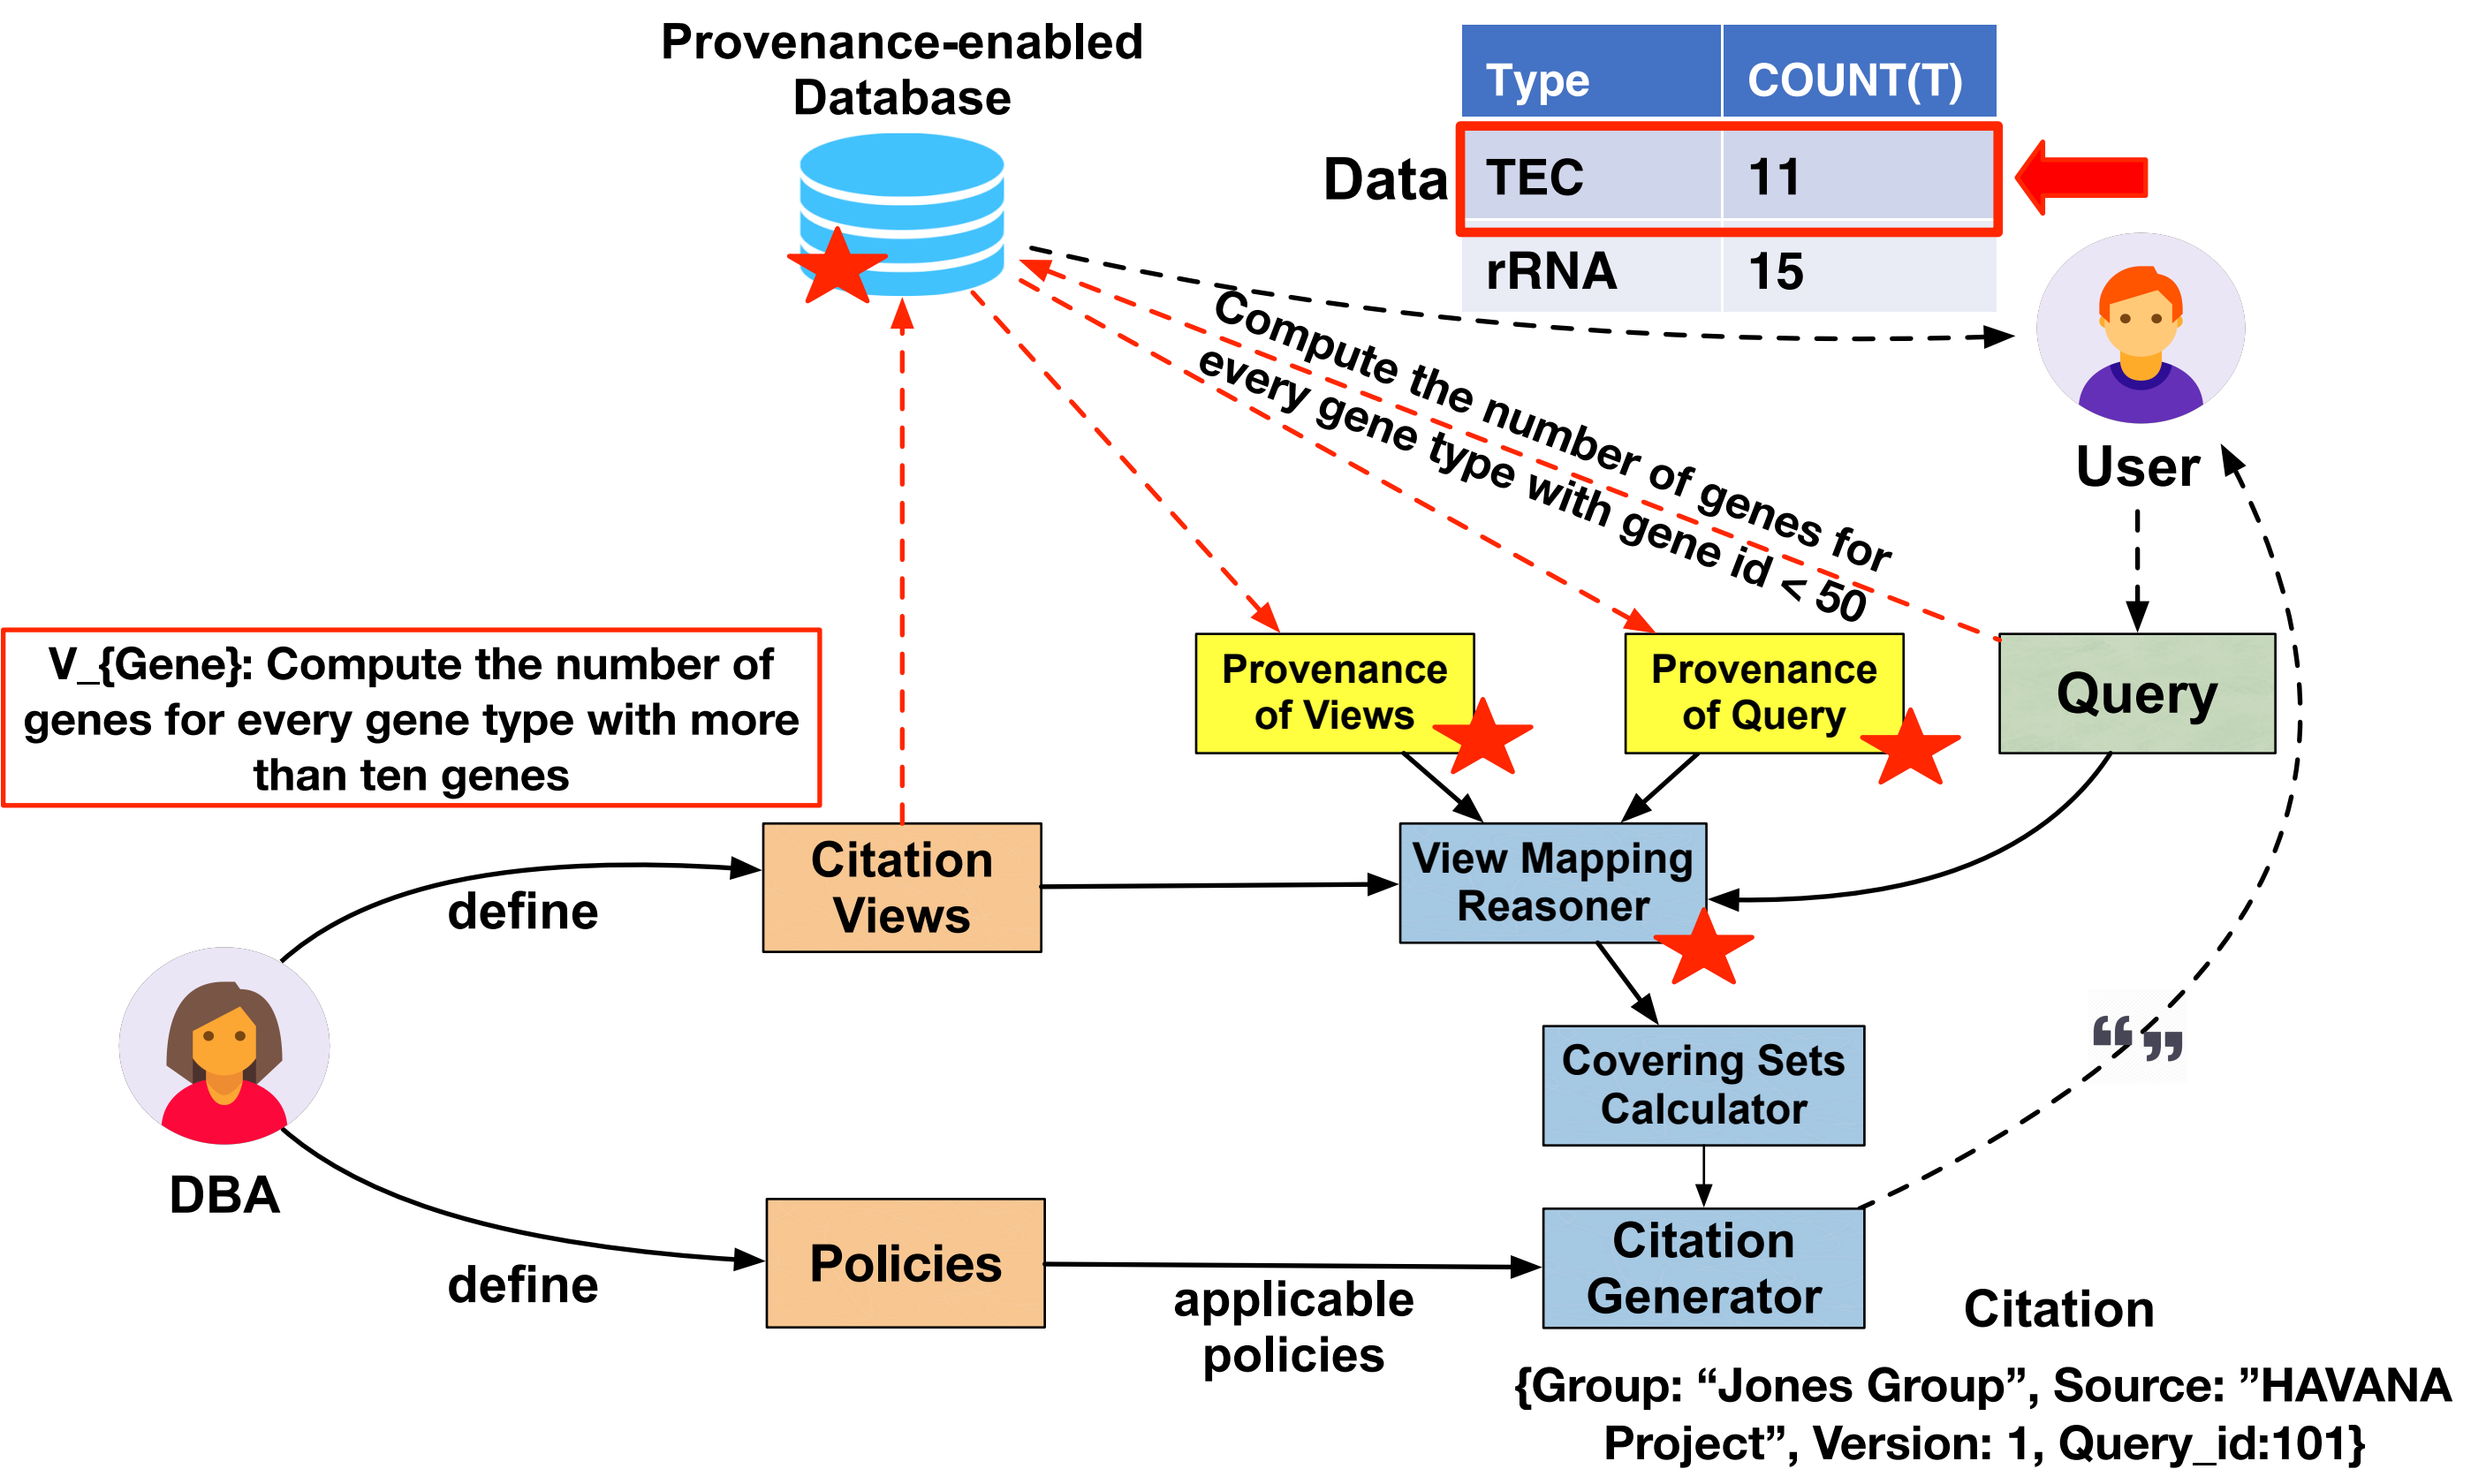 Provenance-enabled
Database
Type
COUNT(T)
Data
TEC
11
rRNA
15
Compute the number of genes for
every gene type with gene id < 50
User
V_{Gene}: Compute the number of
genes for every gene type with more
than ten genes
Provenance
of Views
Provenance
of Query
Query
Citation
Views
View Mapping
Reasoner
define
Covering Sets
Calculator
DBA
Policies
define
applicable
policies
Citation
Generator
Citation
{Group: “Jones Group”, Source: ”HAVANA
Project”, Version: 1, Query_id:101}